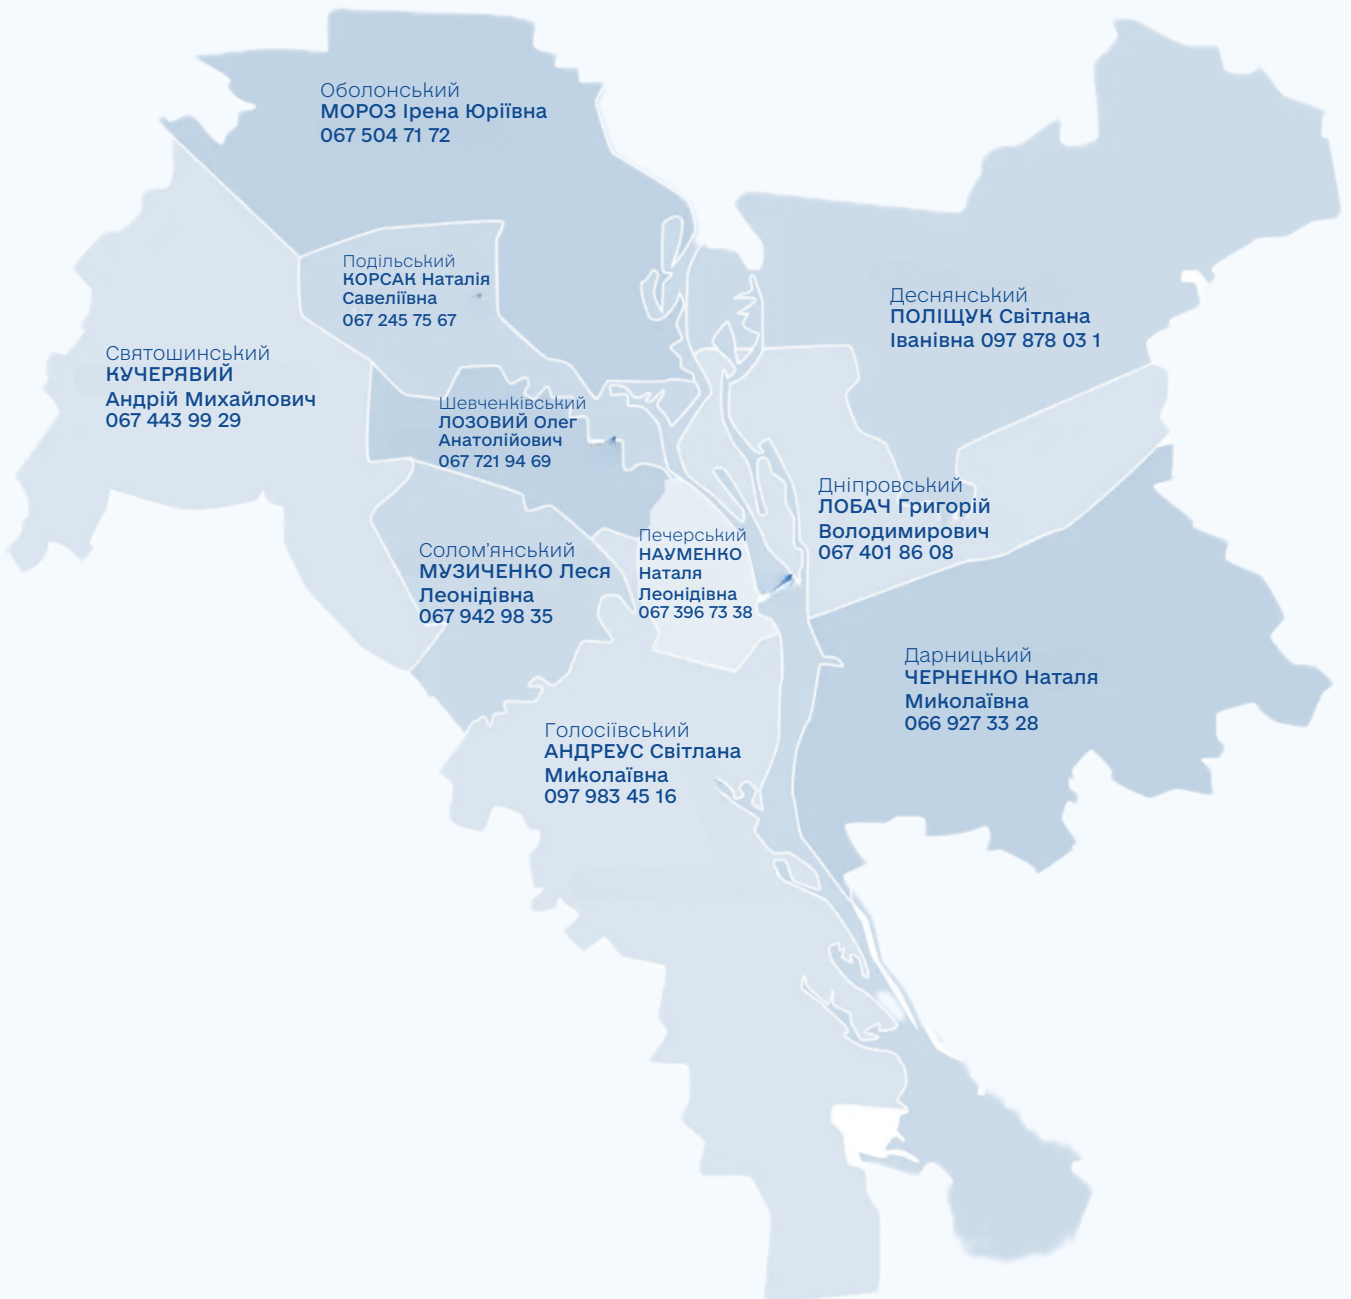 Оболонський
МОРОЗ Ірена Юріївна
067 504 71 72
Подільський
КОРСАК Наталія
Савеліївна
067 245 75 67
Деснянський
ПОЛІЩУК Світлана
Іванівна 097 878 03 1
Святошинський
КУЧЕРЯВИЙ
Андрій Михайлович
067 443 99 29
Шевченківський
ЛОЗОВИЙ Олег
Анатолійович
067 721 94 69
Дніпровський
ЛОБАЧ Григорій
Володимирович
067 401 86 08
Солом'янський
МУЗИЧЕНКО Леся
Леонідівна
067 942 98 35
Печерський
НАУМЕНКО
Наталя
Леонідівна
067 396 73 38
Дарницький
ЧЕРНЕНКО Наталя
Миколаївна
066 927 33 28
Голосіївський
АНДРЕУС Світлана
Миколаївна
097 983 45 16